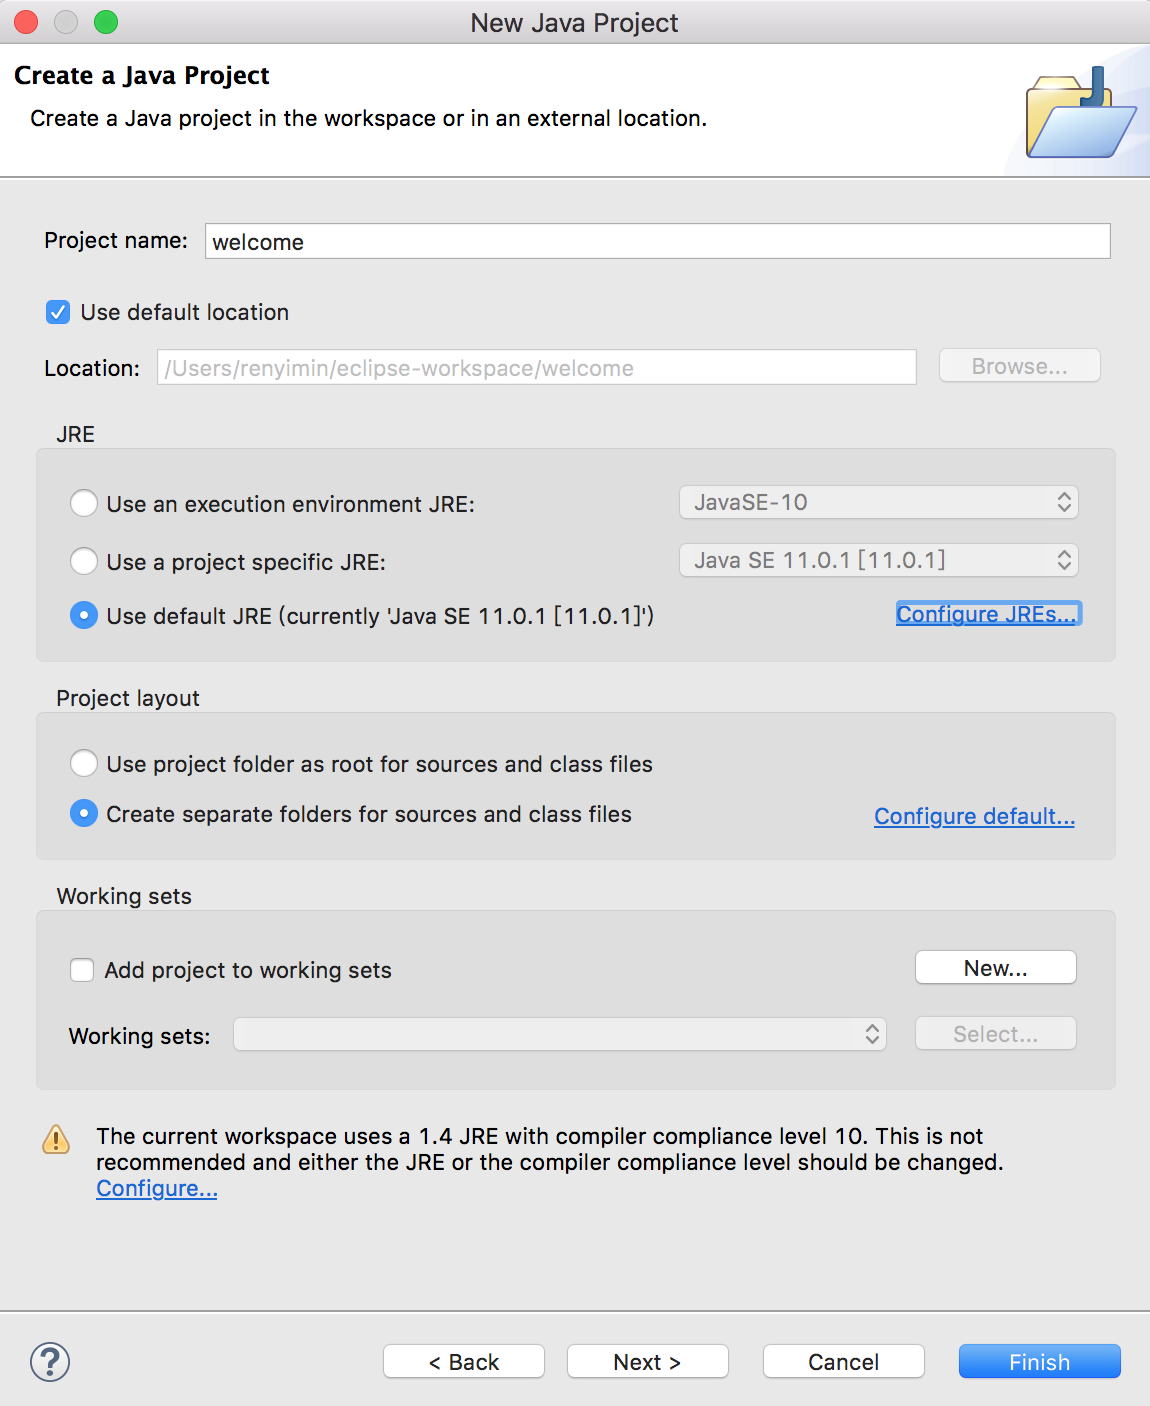 New Java Project
Create a Java Project
Create a Java project in the workspace or in an external location.
Project name: welcome
Use default location
Location: /Users/renyimin/eclipse-workspace/welcome Browse...
JRE
Use an execution environment JRE: JavaSE-10
Use a project specific JRE: Java SE 11.0.1 [11.0.1]
Use default JRE (currently 'Java SE 11.0.1 [11.0.1]') Configure JREs...
Project layout
Use project folder as root for sources and class files
Create separate folders for sources and class files Configure default...
Working sets
Add project to working sets New...
Working sets: Select...
The current workspace uses a 1.4 JRE with compiler compliance level 10. This is not
recommended and either the JRE or the compiler compliance level should be changed.
Configure...
? < Back Next > Cancel Finish